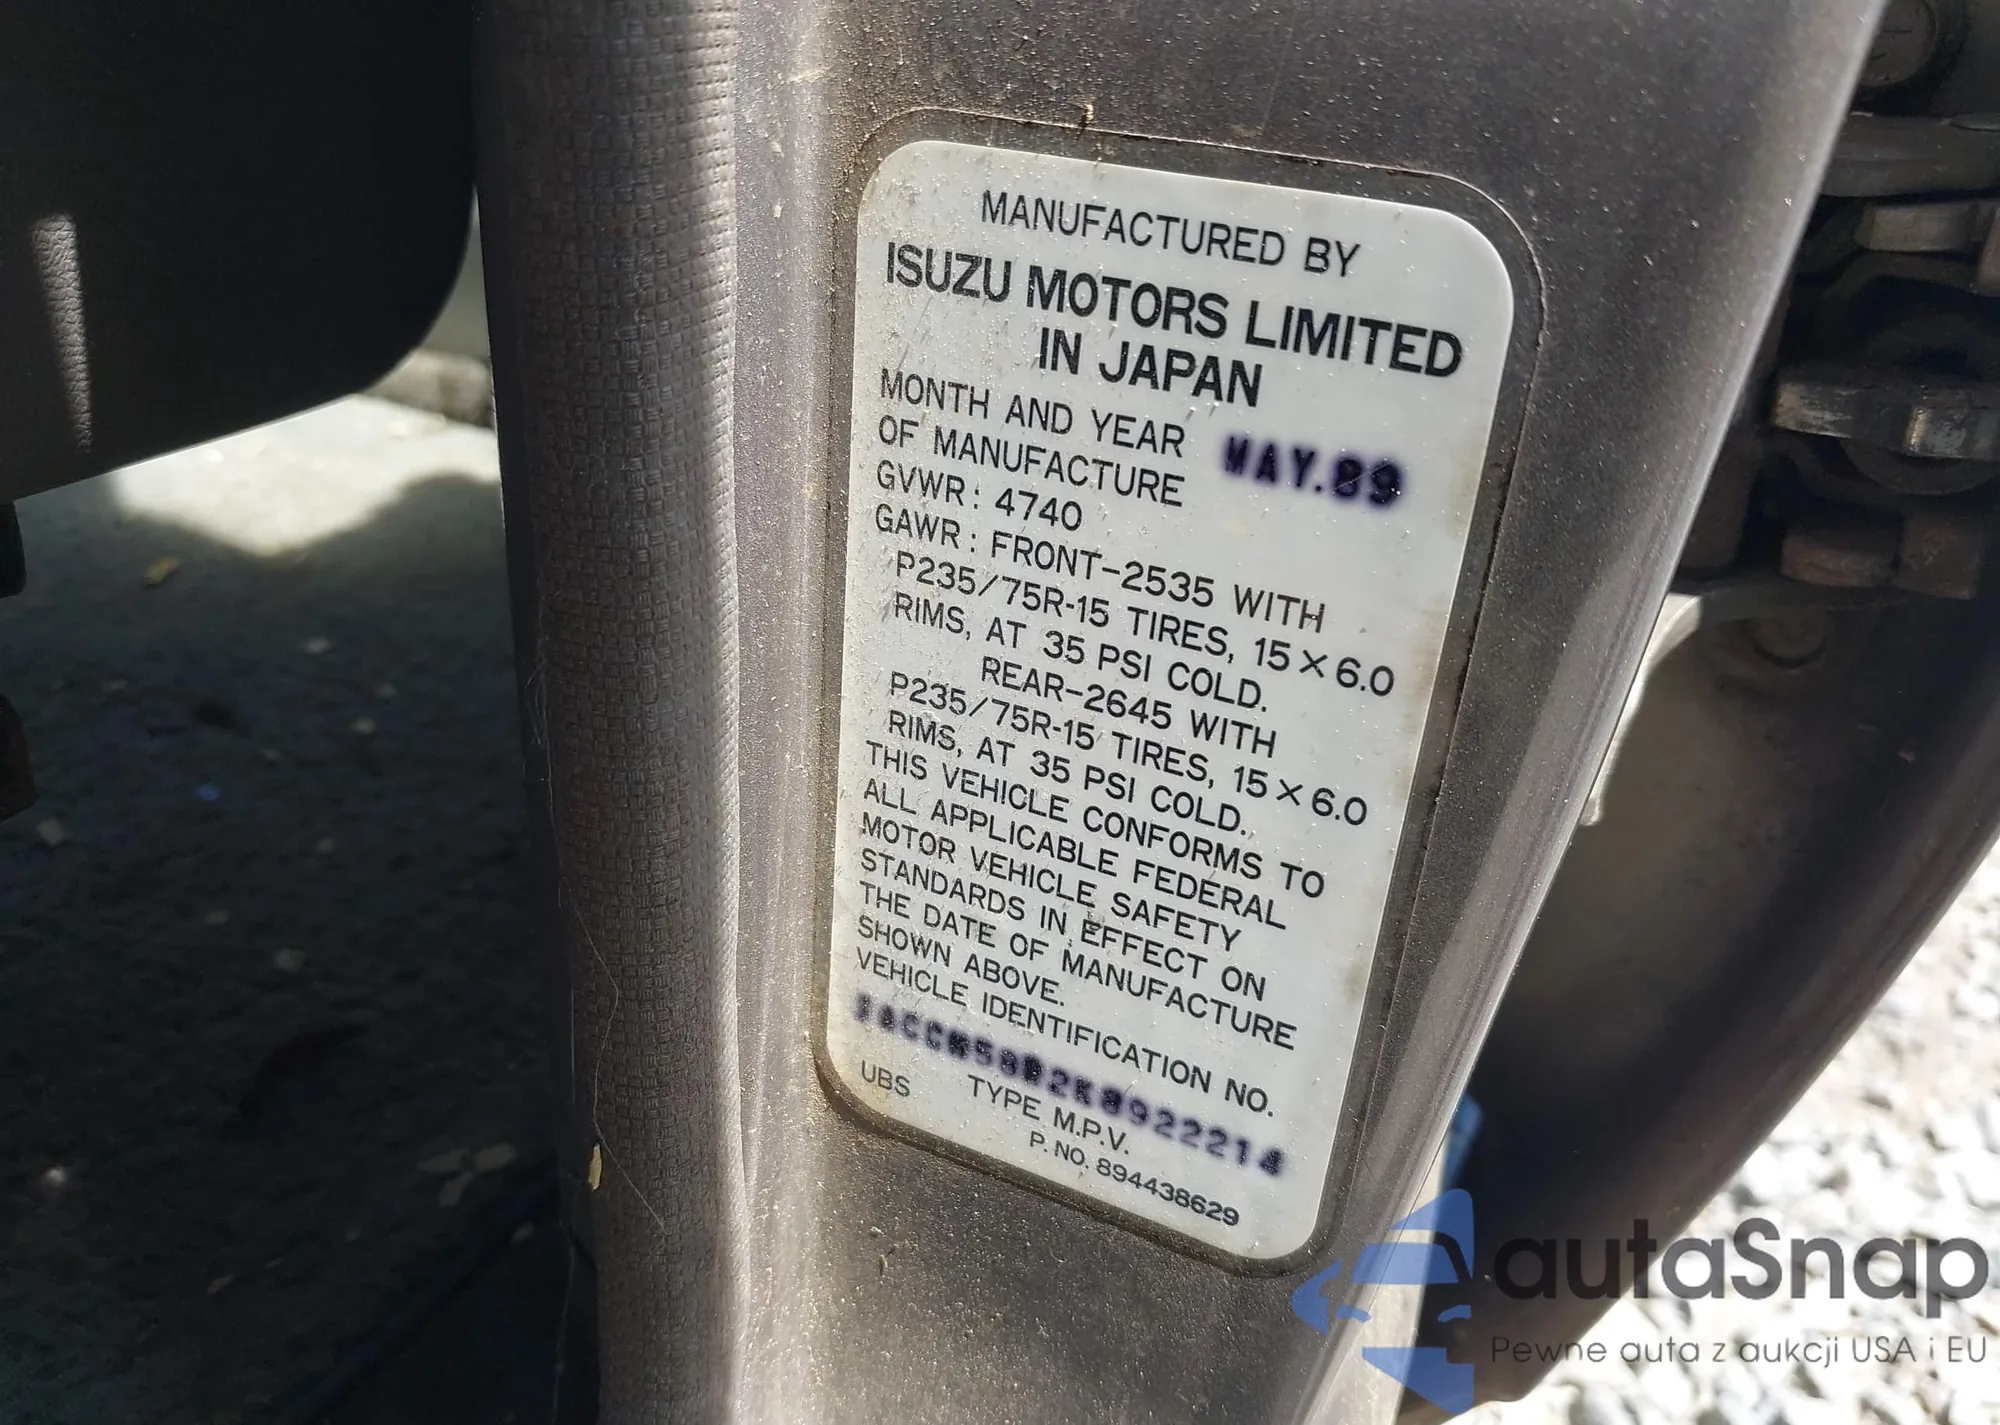 MANUFACTURED BY
ISUZU MOTORS LIMITED
IN JAPAN
MONTH AND YEAR
OF MANUFACTURE MAY.89
GVWR: 4740
GAWR: FRONT-2535 WITH
P235/75R-15 TIRES, 15×6.0
RIMS, AT 35 PSI COLD.
REAR-2645 WITH
P235/75R-15 TIRES, 15×6.0
RIMS, AT 35 PSI COLD.
THIS VEHICLE CONFORMS TO
ALL APPLICABLE FEDERAL
MOTOR VEHICLE SAFETY
STANDARDS IN EFFECT ON
THE DATE OF MANUFACTURE
SHOWN ABOVE.
VEHICLE IDENTIFICATION NO.
UBS TYPE M.P.V.
P. NO. 894438629
autaSnap
Pewne auta z aukcji USA i EU